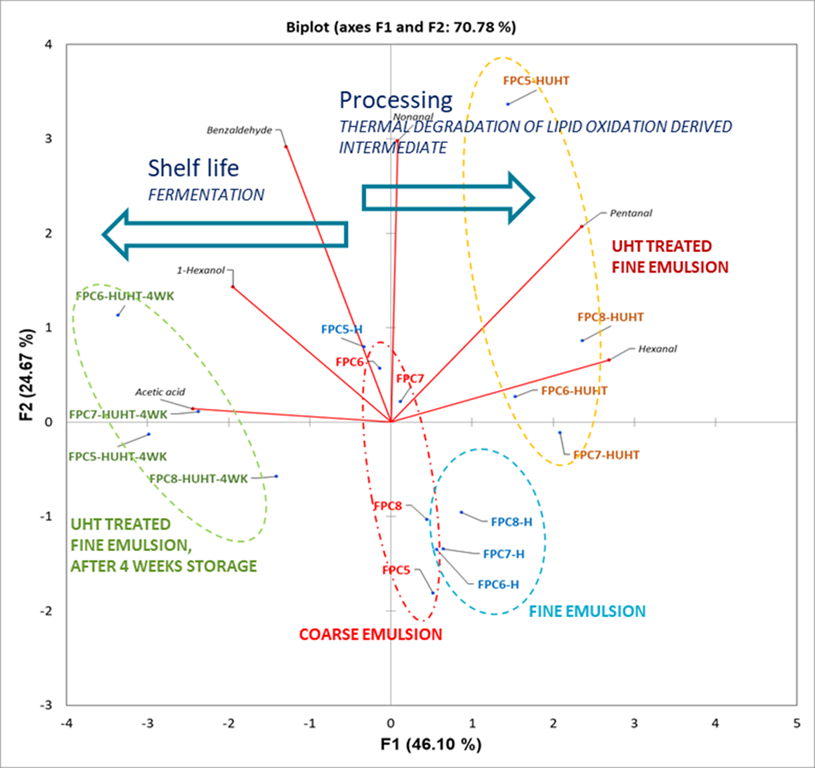 Biplot (axes F1 and F2: 70.78 %)
4
FPC5-HUHT
Processing
Nonanal
THERMAL DEGRADATION OF LIPID OXIDATION DERIVED
INTERMEDIATE
Benzaldehyde
3
Shelf life
FERMENTATION
Pentanal
2
UHT TREATED
FINE EMULSION
1-Hexanol
FPC6-HUHT-4WK
1
FPC8-HUHT
FPC5-H
Hexanal
FPC6
FPC7
Acetic acid
FPC6-HUHT
FPC7-HUHT-4WK
0
FPC5-HUHT-4WK
FPC7-HUHT
FPC8-HUHT-4WK
FPC8
-1
UHT TREATED
FINE EMULSION,
AFTER 4 WEEKS STORAGE
FPC8-H
FPC7-H
FPC5
FPC6-H
-2
FINE EMULSION
COARSE EMULSION
-3
-4 -3 -2 -1 0 1 2 3 4 5
F1 (46.10 %)
F2 (24.67 %)